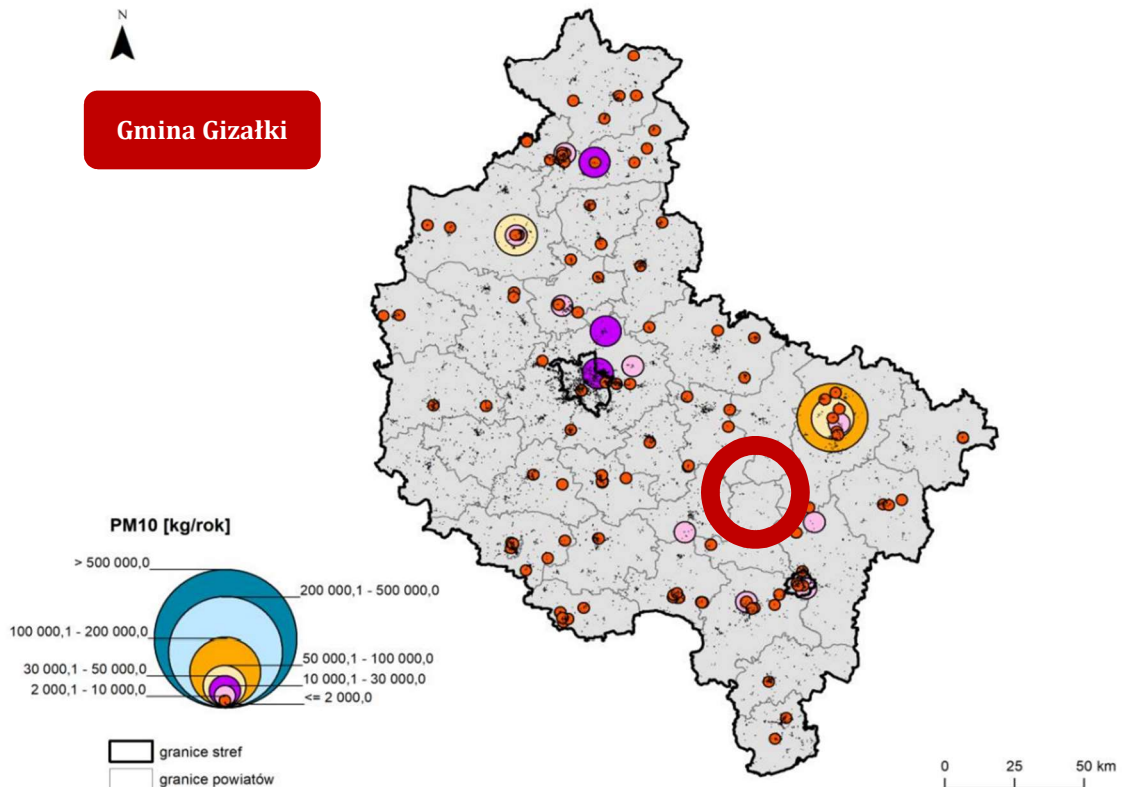 N
Gmina Gizałki
PM10 [kg/rok]
> 500 000,0
200 000,1 - 500 000,0
100 000,1 - 200 000,0
50 000,1 - 100 000,0
30 000,1 - 50 000,0
10 000,1 - 30 000,0
2 000,1 - 10 000,0
<= 2 000,0
granice stref
granice powiatów
0 25 50 km